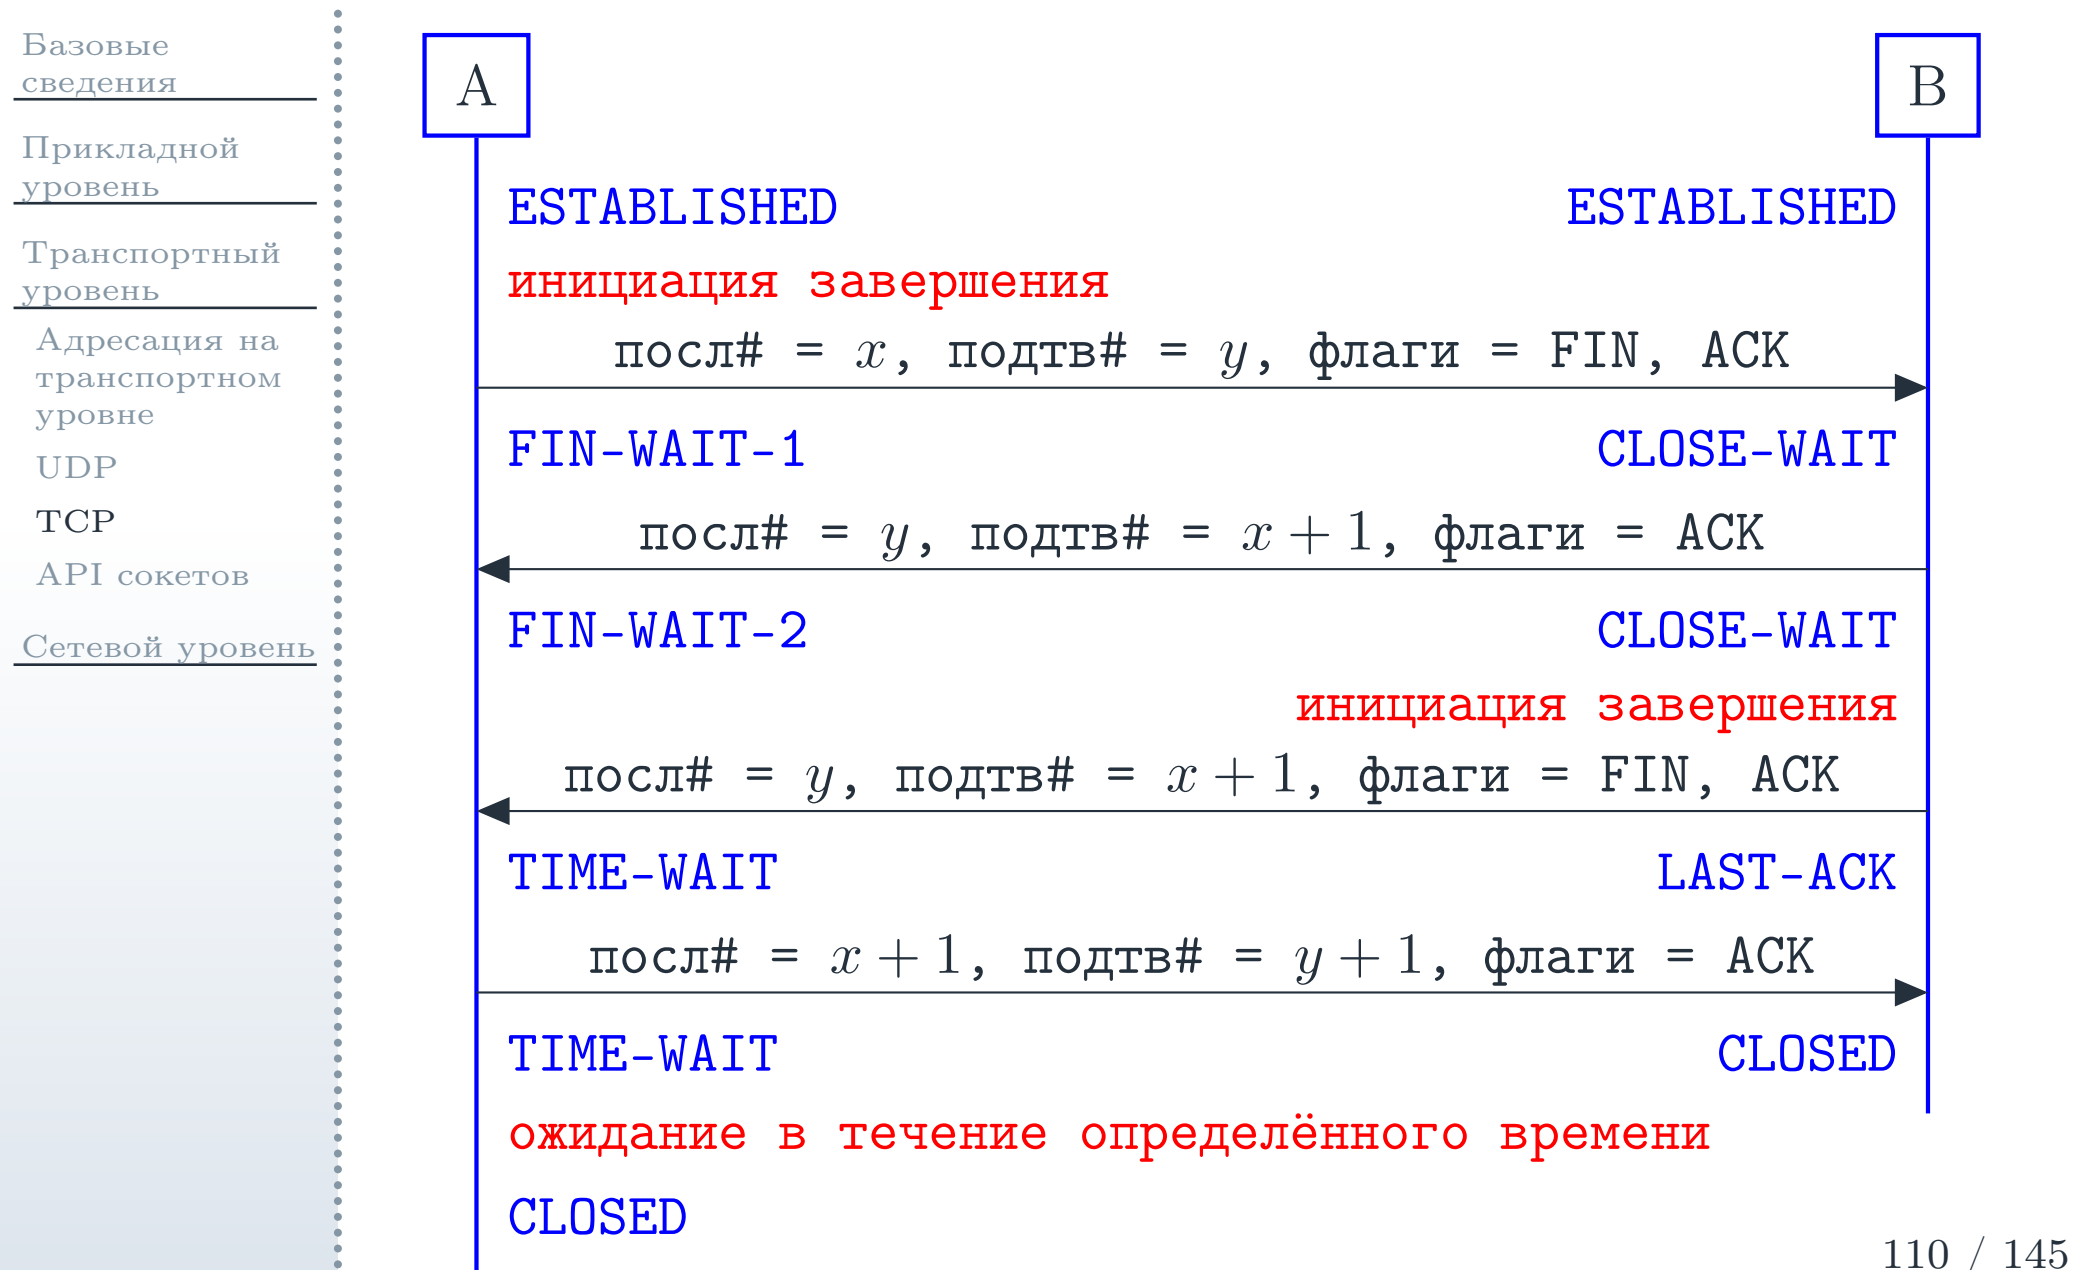 Базовые
сведения
Прикладной
уровень
Транспортный
уровень
Адресация на
транспортном
уровне
UDP
TCP
API сокетов
Сетевой уровень
A
B
ESTABLISHED
ESTABLISHED
инициация завершения
посл# = x, подтв# = y, флаги = FIN, ACK
FIN-WAIT-1
CLOSE-WAIT
посл# = y, подтв# = x + 1, флаги = ACK
FIN-WAIT-2
CLOSE-WAIT
инициация завершения
посл# = y, подтв# = x + 1, флаги = FIN, ACK
TIME-WAIT
LAST-ACK
посл# = x + 1, подтв# = y + 1, флаги = ACK
TIME-WAIT
CLOSED
ожидание в течение определённого времени
CLOSED
110 / 145